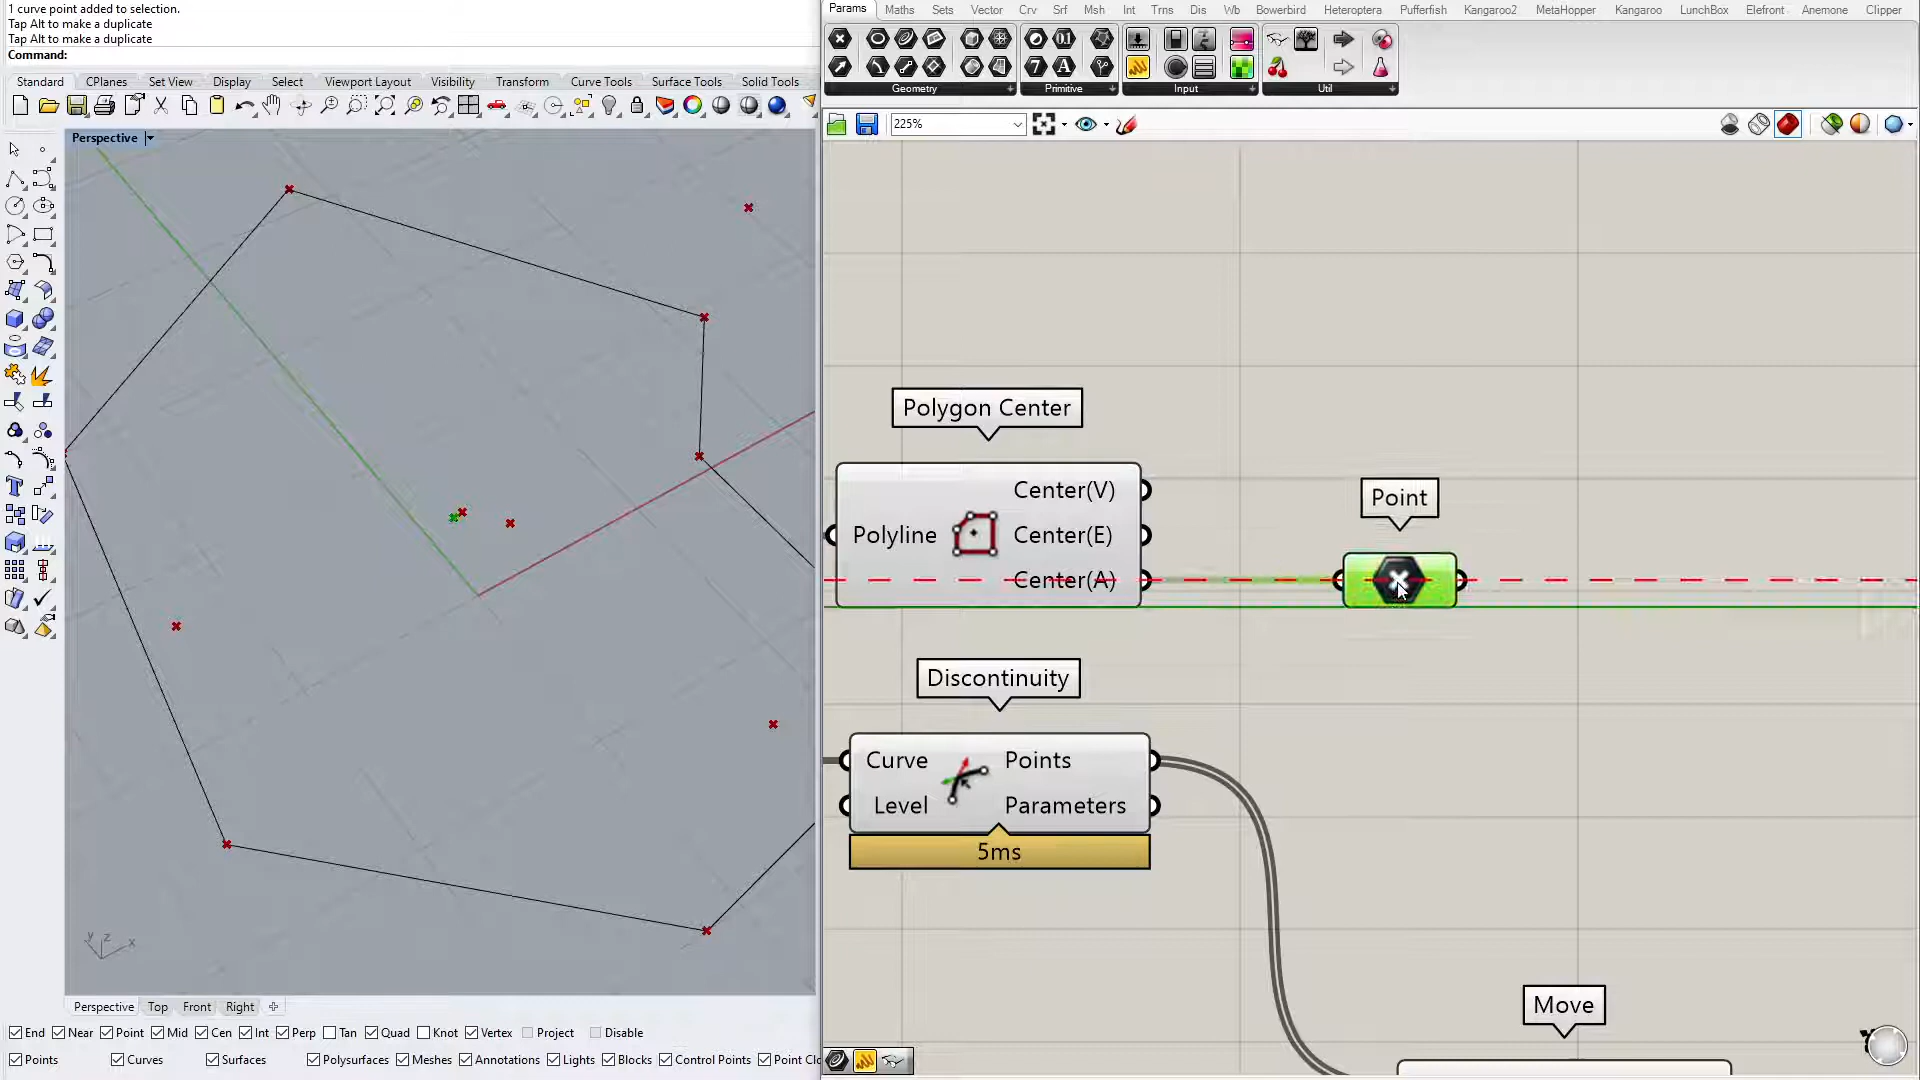 1 curve point added to selection.
Tap Alt to make a duplicate
Tap Alt to make a duplicate
Command:
Standard CPlanes Set View Display Select Viewport Layout Visibility Transform Curve Tools Surface Tools Solid Tools
Perspective
Params Maths Sets Vector Crv Srf Msh Int Trns Dis Wb Bowerbird Heteroptera Pufferfish Kangaroo2 MetaHopper Kangaroo LunchBox Elefront Anemone Clipper
Geometry Primitive Input Util
225%
Polygon Center
Polyline
Center(V)
Center(E)
Center(A)
Point
Discontinuity
Curve Points
Level Parameters
5ms
Move
y z x
Perspective Top Front Right
End Near Point Mid Cen Int Perp Tan Quad Knot Vertex Project Disable
Points Curves Surfaces Polysurfaces Meshes Annotations Lights Blocks Control Points Point Clo